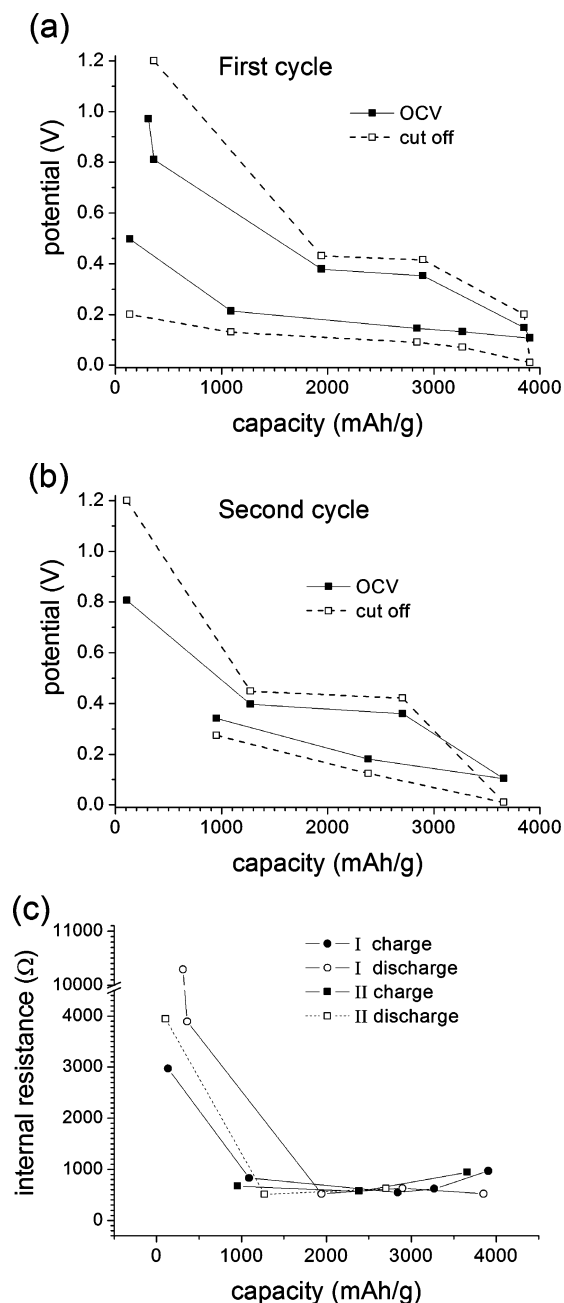 (a)
First cycle
OCV
cut off
potential (V)
1.2
1.0
0.8
0.6
0.4
0.2
0.0
0 1000 2000 3000 4000
capacity (mAh/g)
(b)
Second cycle
OCV
cut off
potential (V)
1.2
1.0
0.8
0.6
0.4
0.2
0.0
0 1000 2000 3000 4000
capacity (mAh/g)
(c)
I charge
I discharge
II charge
II discharge
internal resistance (Ω)
11000
10000
4000
3000
2000
1000
0
0 1000 2000 3000 4000
capacity (mAh/g)